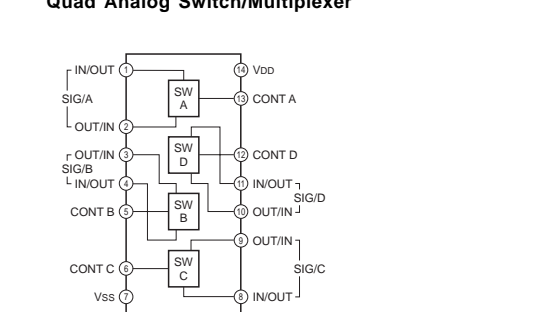 Quad Analog Switch/Multiplexer
IN/OUT 1
14 VDD
SIG/A
SW
A
13 CONT A
OUT/IN 2
OUT/IN 3
SW
D
12 CONT D
SIG/B
IN/OUT 4
11 IN/OUT
SIG/D
CONT B 5
SW
B
10 OUT/IN
9 OUT/IN
CONT C 6
SW
C
SIG/C
VSS 7
8 IN/OUT